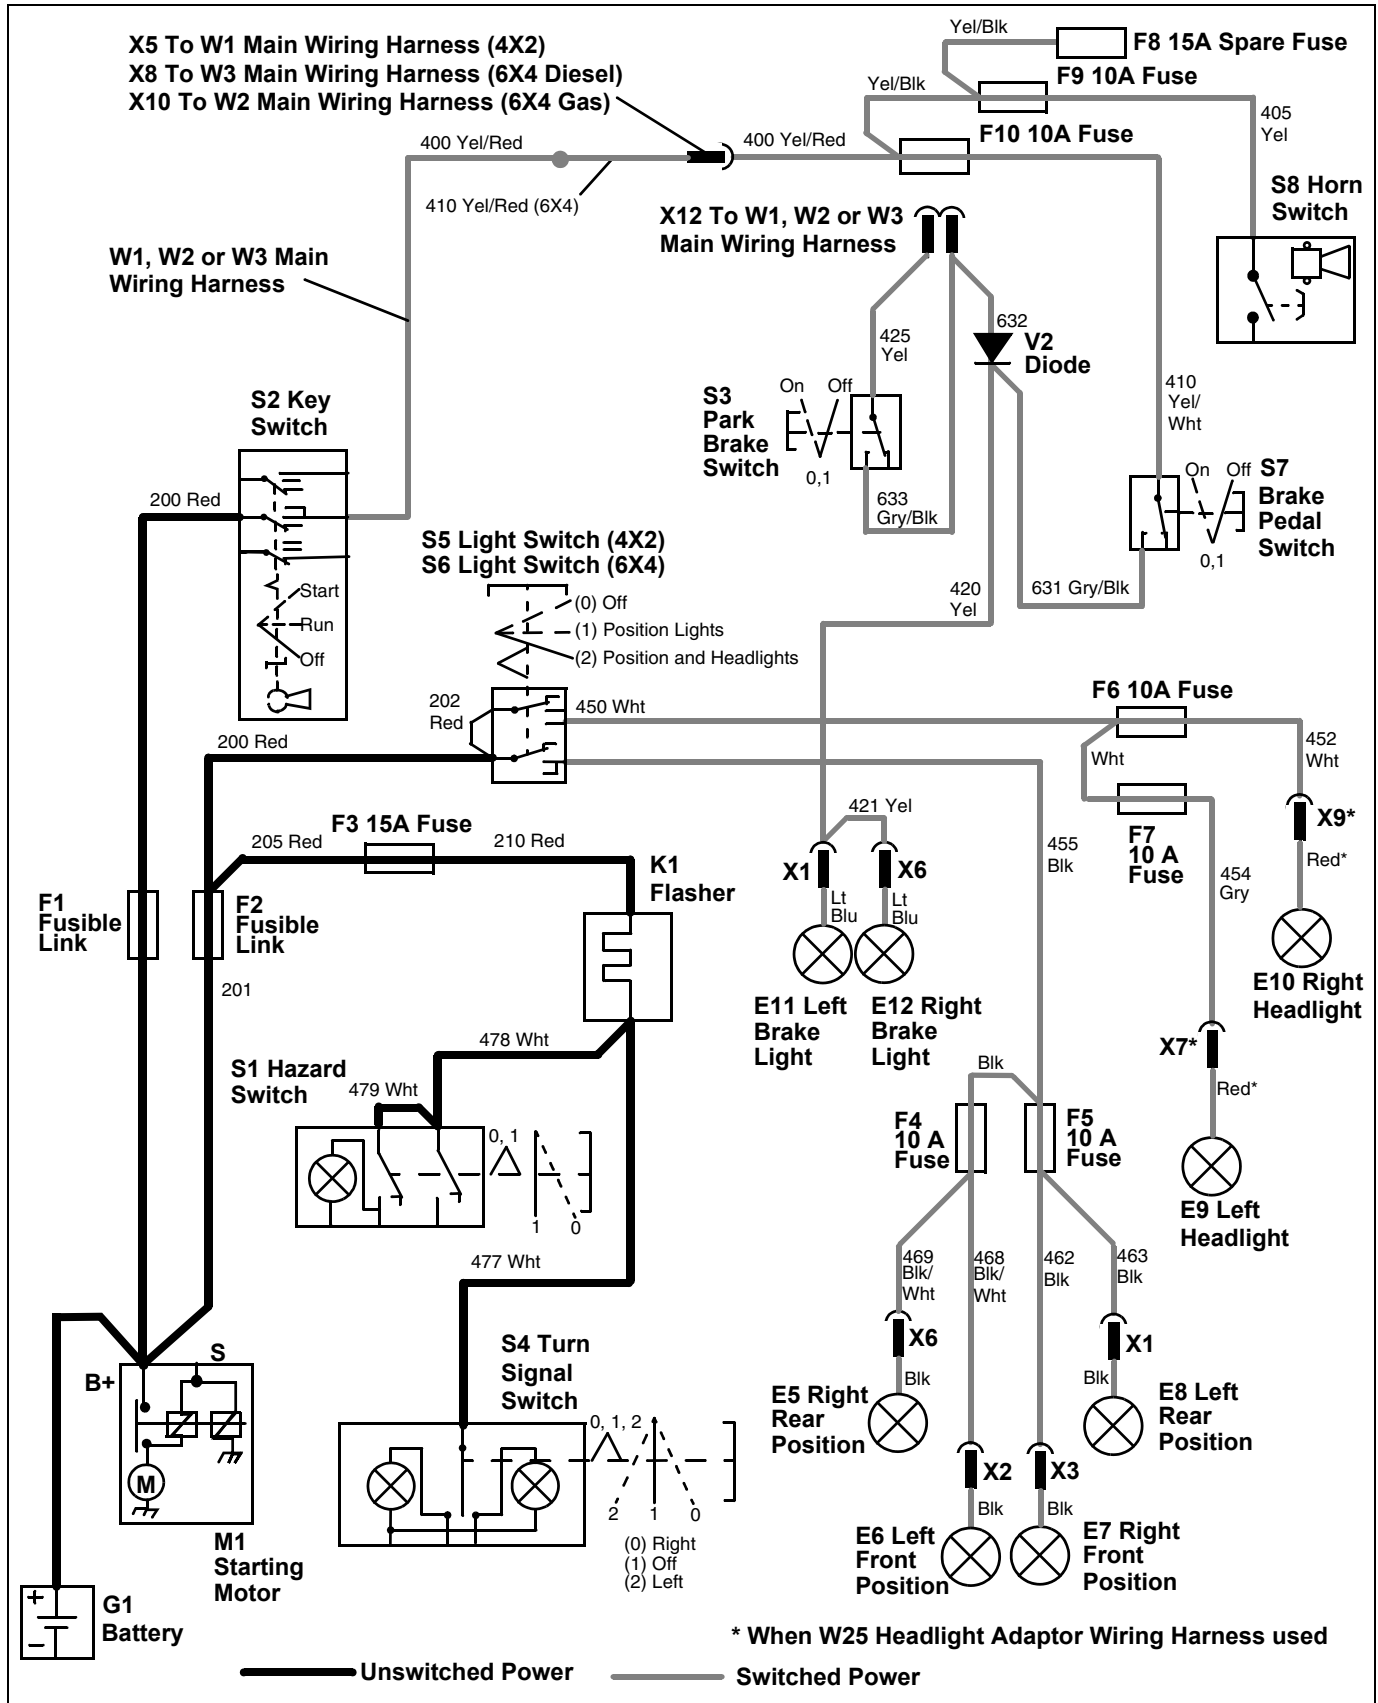 X5 To W1 Main Wiring Harness (4X2)
X8 To W3 Main Wiring Harness (6X4 Diesel)
X10 To W2 Main Wiring Harness (6X4 Gas)
Yel/Blk
F8 15A Spare Fuse
F9 10A Fuse
Yel/Blk
405
Yel
F10 10A Fuse
400 Yel/Red
400 Yel/Red
410 Yel/Red (6X4)
S8 Horn
Switch
X12 To W1, W2 or W3
Main Wiring Harness
W1, W2 or W3 Main
Wiring Harness
425
Yel
632
V2
Diode
410
Yel/
Wht
S2 Key
Switch
S3
Park
Brake
Switch
On
Off
0,1
200 Red
633
Gry/Blk
On
Off
S7
Brake
Pedal
Switch
0,1
S5 Light Switch (4X2)
S6 Light Switch (6X4)
Start
Run
Off
(0) Off
(1) Position Lights
(2) Position and Headlights
420
Yel
631 Gry/Blk
202
Red
450 Wht
F6 10A Fuse
200 Red
Wht
452
Wht
F3 15A Fuse
205 Red
210 Red
421 Yel
F7
10 A
Fuse
X9*
K1
Flasher
X1
X6
455
Blk
454
Gry
Red*
F1
Fusible
Link
F2
Fusible
Link
Lt
Blu
Lt
Blu
201
E11 Left
Brake
Light
E12 Right
Brake
Light
E10 Right
Headlight
478 Wht
X7*
S1 Hazard
Switch
479 Wht
Blk
Red*
F4
10 A
Fuse
F5
10 A
Fuse
0, 1
1
0
E9 Left
Headlight
477 Wht
469
Blk/
Wht
468
Blk/
Wht
462
Blk
463
Blk
S4 Turn
Signal
Switch
X6
X1
S
B+
Blk
Blk
E5 Right
Rear
Position
E8 Left
Rear
Position
0, 1, 2
M
X2
X3
2
1
0
Blk
Blk
(0) Right
(1) Off
(2) Left
M1
Starting
Motor
E6 Left
Front
Position
E7 Right
Front
Position
+
−
G1
Battery
* When W25 Headlight Adaptor Wiring Harness used
Unswitched Power
Switched Power